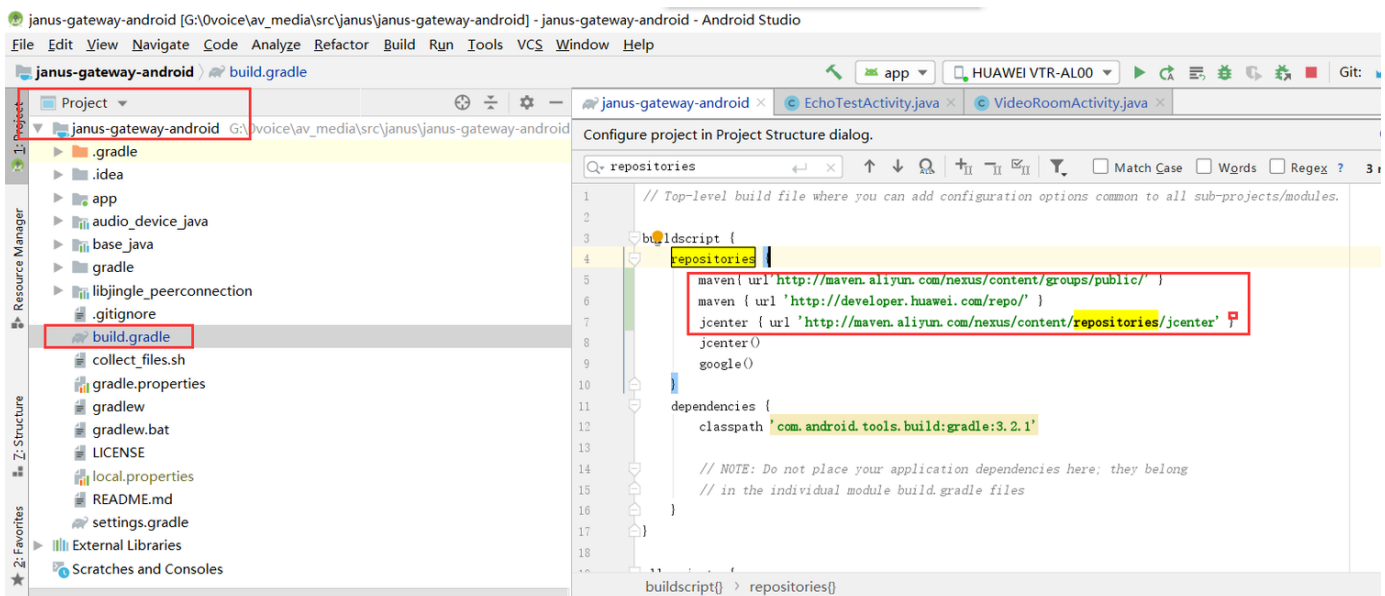 janus-gateway-android [G:\0voice\av_media\src\janus\janus-gateway-android] - janus-gateway-android - Android Studio
File Edit View Navigate Code Analyze Refactor Build Run Tools VCS Window Help
janus-gateway-android build.gradle
app HUAWEI VTR-AL00 Git:
1: Project
Resource Manager
Z: Structure
2: Favorites
Project
janus-gateway-android G:\0voice\av_media\src\janus\janus-gateway-android
.gradle
.idea
app
audio_device_java
base_java
gradle
libjingle_peerconnection
.gitignore
build.gradle
collect_files.sh
gradle.properties
gradlew
gradlew.bat
LICENSE
local.properties
README.md
settings.gradle
External Libraries
Scratches and Consoles
janus-gateway-android EchoTestActivity.java VideoRoomActivity.java
Configure project in Project Structure dialog.
repositories Match Case Words Regex ? 3
1 // Top-level build file where you can add configuration options common to all sub-projects/modules.
2
3 buildscript {
4 repositories {
5 maven{ url'http://maven.aliyun.com/nexus/content/groups/public/' }
6 maven { url 'http://developer.huawei.com/repo/' }
7 jcenter { url 'http://maven.aliyun.com/nexus/content/repositories/jcenter' }
8 jcenter()
9 google()
10 }
11 dependencies {
12 classpath 'com.android.tools.build:gradle:3.2.1'
13
14 // NOTE: Do not place your application dependencies here; they belong
15 // in the individual module build.gradle files
16 }
17 }
18
buildscript{} › repositories{}